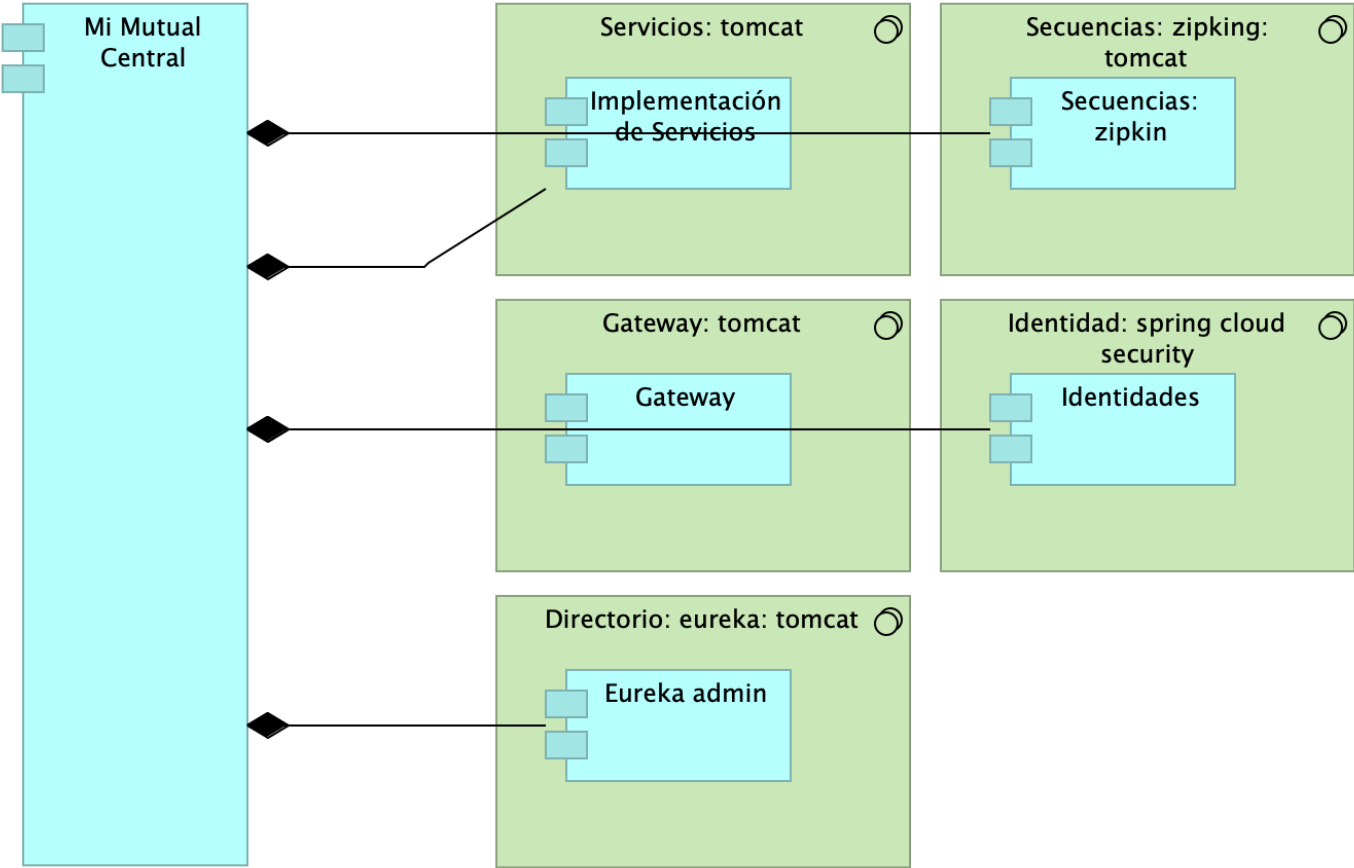 Mi Mutual
Central
Servicios: tomcat
Implementación
de Servicios
Secuencias: zipking:
tomcat
Secuencias:
zipkin
Gateway: tomcat
Gateway
Identidad: spring cloud
security
Identidades
Directorio: eureka: tomcat
Eureka admin